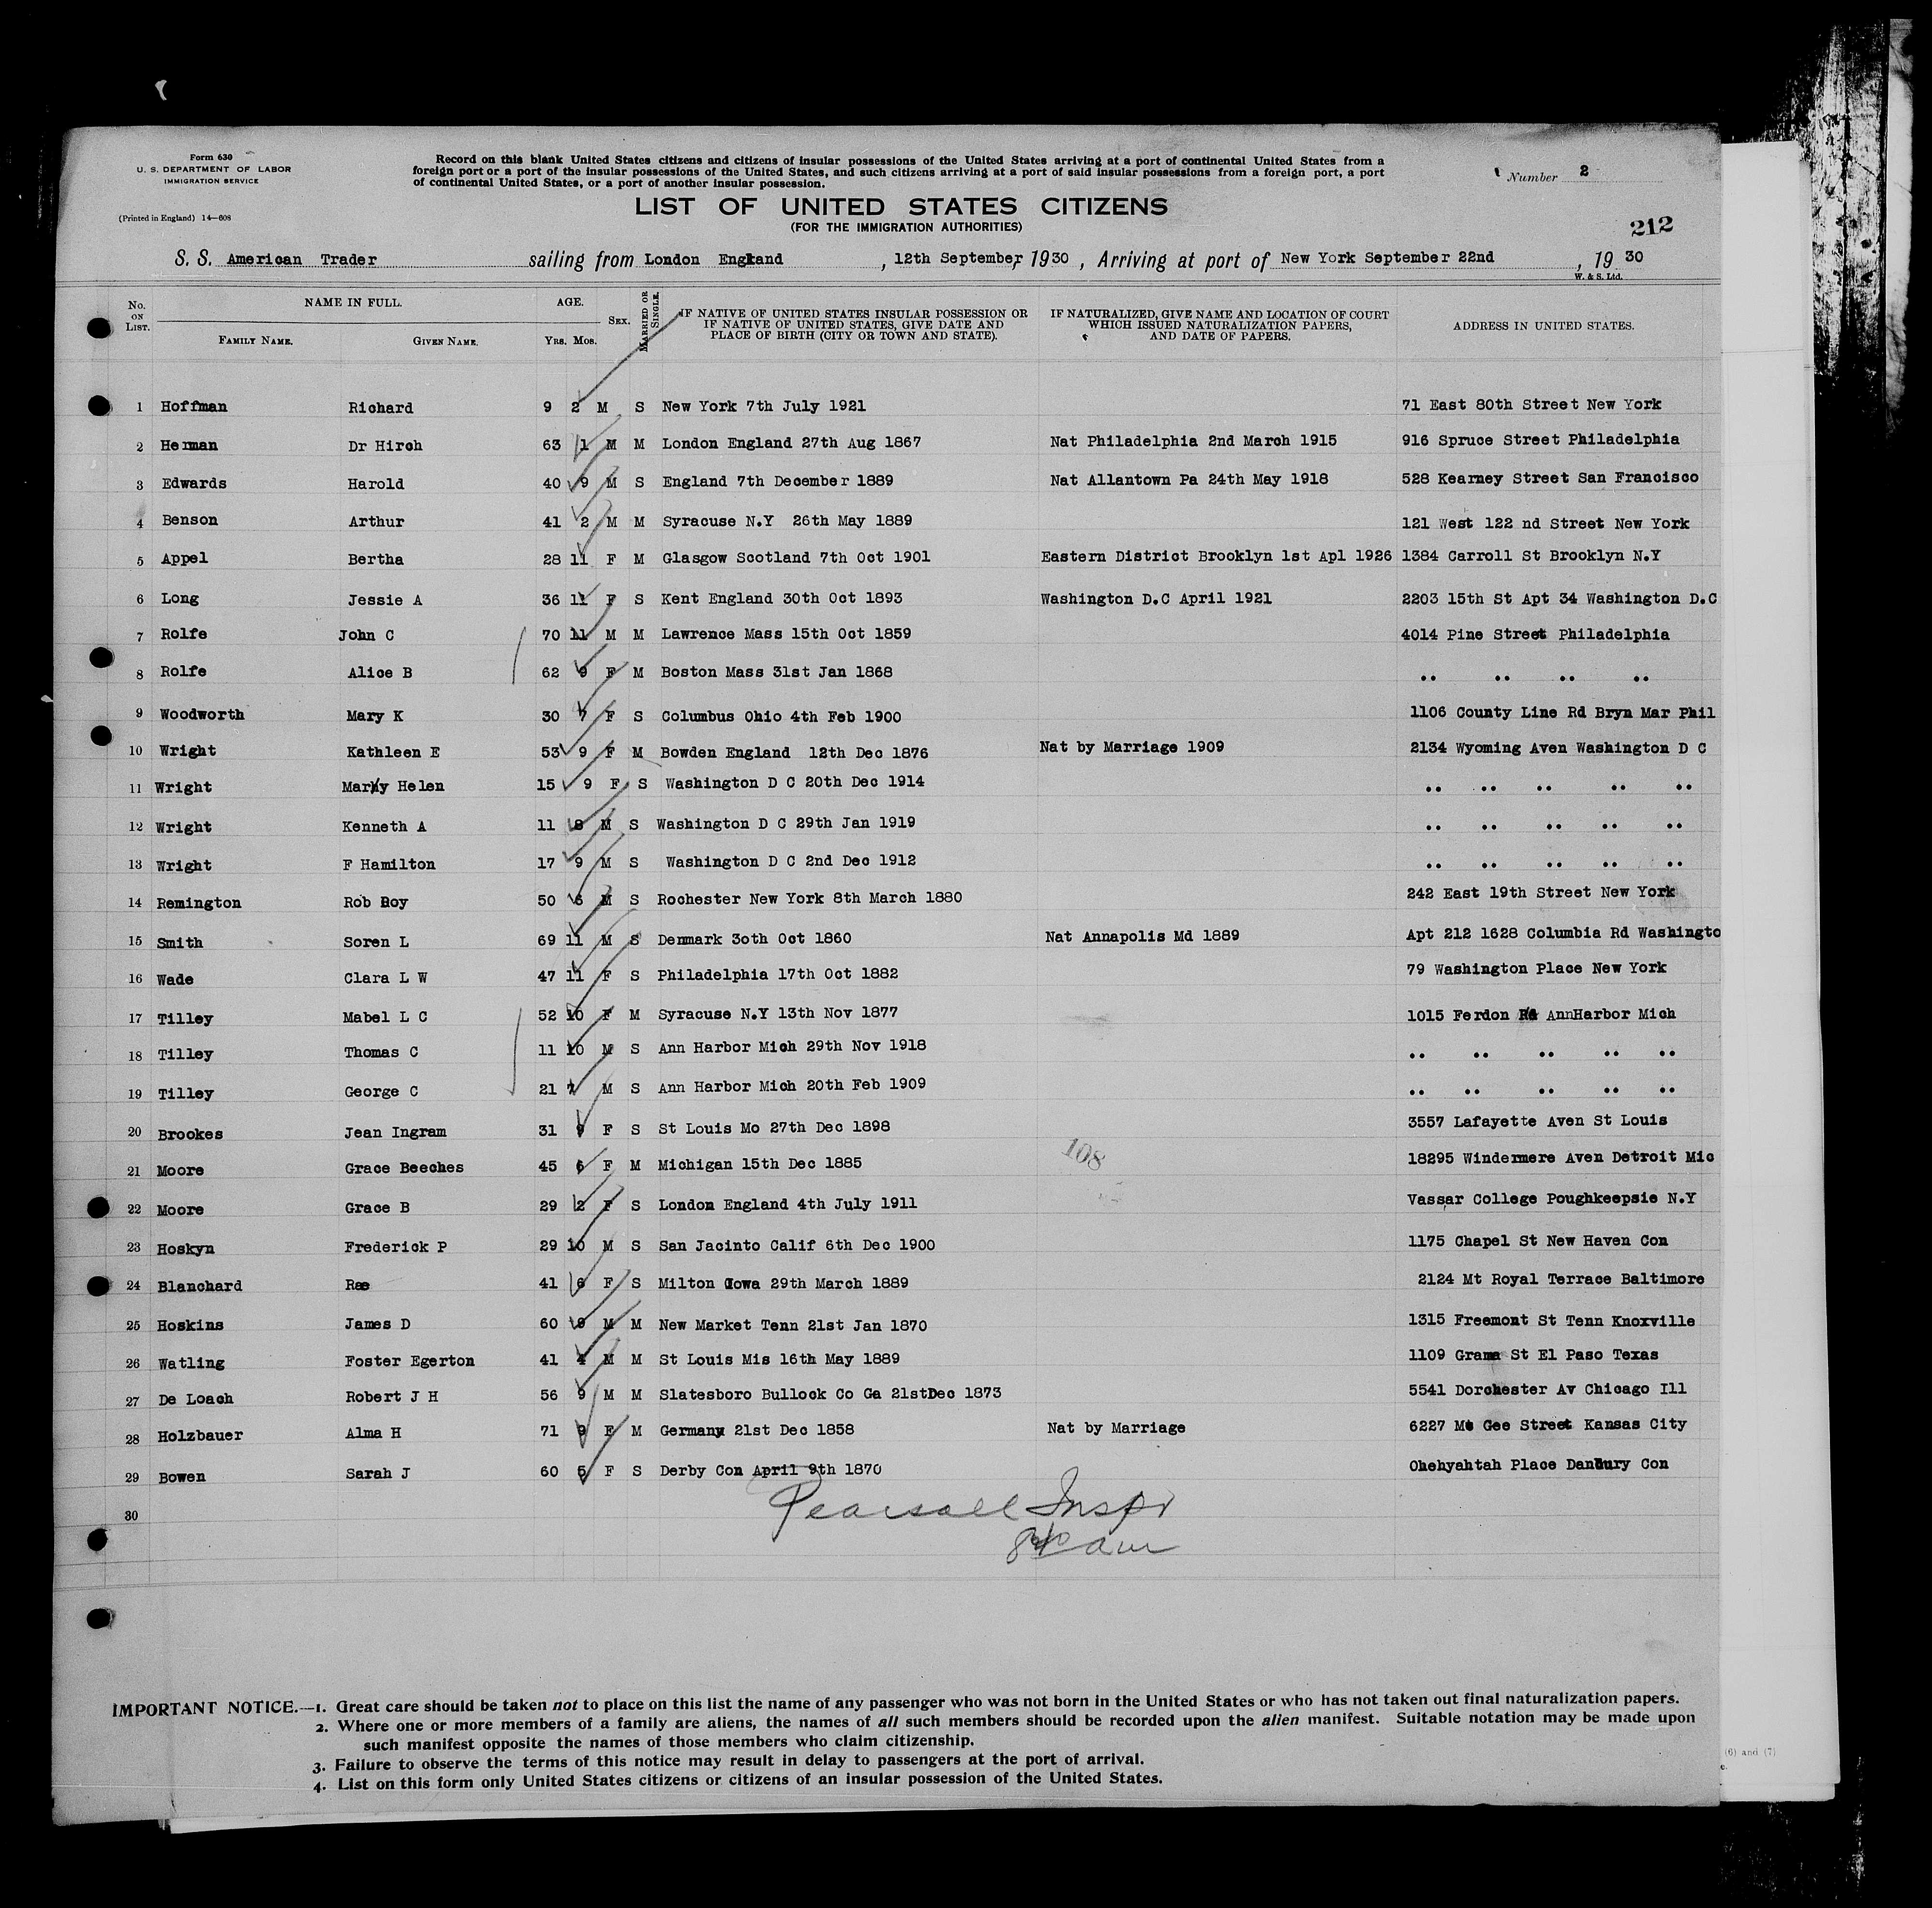 Form 630
U. S. DEPARTMENT OF LABOR
IMMIGRATION SERVICE
(Printed in England) 14—608
Record on this blank United States citizens and citizens of insular possessions of the United States arriving at a port of continental United States from a
foreign port or a port of the insular possessions of the United States, and such citizens arriving at a port of said insular possessions from a foreign port, a port
of continental United States, or a port of another insular possession.
Number 2
LIST OF UNITED STATES CITIZENS
(FOR THE IMMIGRATION AUTHORITIES)
212
S. S. American Trader sailing from London England, 12th September, 1930, Arriving at port of New York September 22nd, 19 30
W. & S. Ltd.
No. ON LIST. NAME IN FULL. FAMILY NAME. GIVEN NAME. AGE. YRS. MOS. SEX. MARRIED OR SINGLE. IF NATIVE OF UNITED STATES INSULAR POSSESSION OR IF NATIVE OF UNITED STATES, GIVE DATE AND PLACE OF BIRTH (CITY OR TOWN AND STATE). IF NATURALIZED, GIVE NAME AND LOCATION OF COURT WHICH ISSUED NATURALIZATION PAPERS, AND DATE OF PAPERS. ADDRESS IN UNITED STATES.
1 Hoffman Richard 9 2 M S New York 7th July 1921 71 East 80th Street New York
2 Herman Dr Hirch 63 1 M M London England 27th Aug 1867 Nat Philadelphia 2nd March 1915 916 Spruce Street Philadelphia
3 Edwards Harold 40 9 M S England 7th December 1889 Nat Allantown Pa 24th May 1918 528 Kearney Street San Francisco
4 Benson Arthur 41 2 M M Syracuse N.Y 26th May 1889 121 West 122 nd Street New York
5 Appel Bertha 28 11 F M Glasgow Scotland 7th Oct 1901 Eastern District Brooklyn 1st Apl 1926 1384 Carroll St Brooklyn N.Y
6 Long Jessie A 36 11 F S Kent England 30th Oct 1893 Washington D.C April 1921 2203 15th St Apt 34 Washington D.C
7 Rolfe John C 70 11 M M Lawrence Mass 15th Oct 1859 4014 Pine Street Philadelphia
8 Rolfe Alice B 62 9 F M Boston Mass 31st Jan 1868 .. .. .. ..
9 Woodworth Mary K 30 7 F S Columbus Ohio 4th Feb 1900 1106 County Line Rd Bryn Mar Phil
10 Wright Kathleen E 53 9 F M Bowden England 12th Dec 1876 Nat by Marriage 1909 2134 Wyoming Aven Washington D C
11 Wright Mary Helen 15 9 F S Washington D C 20th Dec 1914 .. .. .. .. ..
12 Wright Kenneth A 11 8 M S Washington D C 29th Jan 1919 .. .. .. .. ..
13 Wright F Hamilton 17 9 M S Washington D C 2nd Dec 1912 .. .. .. .. ..
14 Remington Rob Roy 50 6 M S Rochester New York 8th March 1880 242 East 19th Street New York
15 Smith Soren L 69 11 M S Denmark 3oth Oct 1860 Nat Annapolis Md 1889 Apt 212 1628 Columbia Rd Washingto
16 Wade Clara L W 47 11 F S Philadelphia 17th Oct 1882 79 Washington Place New York
17 Tilley Mabel L C 52 10 F M Syracuse N.Y 13th Nov 1877 1015 Ferdon Rd AnnHarbor Mich
18 Tilley Thomas C 11 10 M S Ann Harbor Mich 29th Nov 1918 .. .. .. .. ..
19 Tilley George C 21 7 M S Ann Harbor Mich 20th Feb 1909 .. .. .. .. ..
20 Brookes Jean Ingram 31 9 F S St Louis Mo 27th Dec 1898 3557 Lafayette Aven St Louis
21 Moore Grace Beeches 45 6 F M Michigan 15th Dec 1885 108 18295 Windermere Aven Detroit Mic
22 Moore Grace B 29 2 F S London England 4th July 1911 Vassar College Poughkeepsie N.Y
23 Hoskyn Frederick P 29 10 M S San Jacinto Calif 6th Dec 1900 1175 Chapel St New Haven Con
24 Blanchard Rae 41 6 F S Milton Iowa 29th March 1889 2124 Mt Royal Terrace Baltimore
25 Hoskins James D 60 9 M M New Market Tenn 21st Jan 1870 1315 Freemont St Tenn Knoxville
26 Watling Foster Egerton 41 4 M M St Louis Mis 16th May 1889 1109 Grama St El Paso Texas
27 De Loach Robert J H 56 9 M M Slatesboro Bullock Co Ga 21stDec 1873 5541 Dorchester Av Chicago Ill
28 Holzbauer Alma H 71 9 F M Germany 21st Dec 1858 Nat by Marriage 6227 Mc Gee Street Kansas City
29 Bowen Sarah J 60 5 F S Derby Con April 9th 1870 Ohehyahtah Place Danbury Con
30
Pearsall Inspr
am
IMPORTANT NOTICE.—1. Great care should be taken not to place on this list the name of any passenger who was not born in the United States or who has not taken out final naturalization papers.
2. Where one or more members of a family are aliens, the names of all such members should be recorded upon the alien manifest. Suitable notation may be made upon
such manifest opposite the names of those members who claim citizenship.
3. Failure to observe the terms of this notice may result in delay to passengers at the port of arrival.
4. List on this form only United States citizens or citizens of an insular possession of the United States.
(6) and (7)